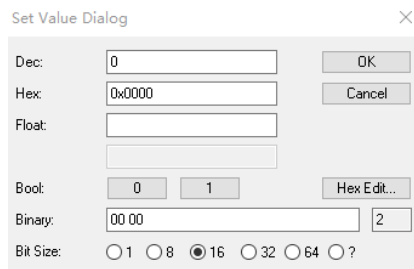 Set Value Dialog
Dec: 0 OK
Hex: 0x0000 Cancel
Float:
Bool: 0 1 Hex Edit...
Binary: 00 00 2
Bit Size: 1 8 16 32 64 ?